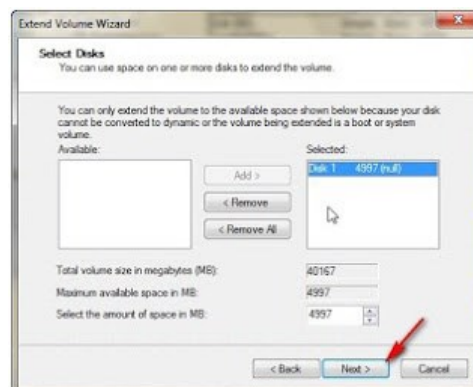 Extend Volume Wizard
Select Disks
You can use space on one or more disks to extend the volume.
You can only extend the volume to the available space shown below because your disk
cannot be converted to dynamic or the volume being extended is a boot or system
volume.
Available:
Selected:
Disk 1 4997 (null)
Add >
< Remove
< Remove All
Total volume size in megabytes (MB):
40167
Maximum available space in MB:
4997
Select the amount of space in MB:
4997
< Back
Next >
Cancel